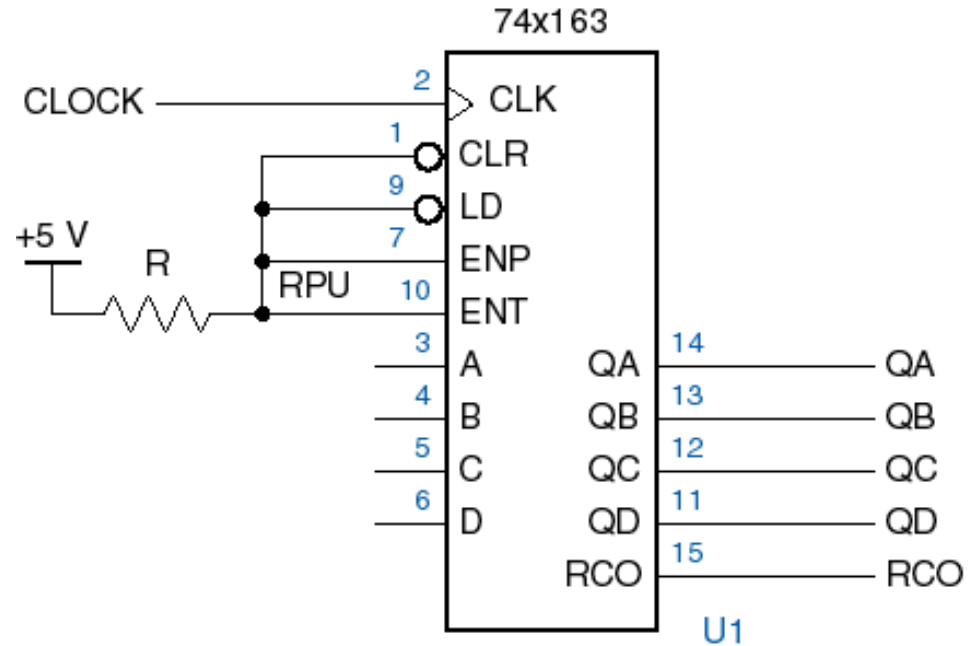 74x163
CLOCK
2
CLK
1
CLR
9
LD
+5 V
R
7
ENP
RPU
10
ENT
3
A
QA
14
QA
4
B
QB
13
QB
5
C
QC
12
QC
6
D
QD
11
QD
RCO
15
RCO
U1